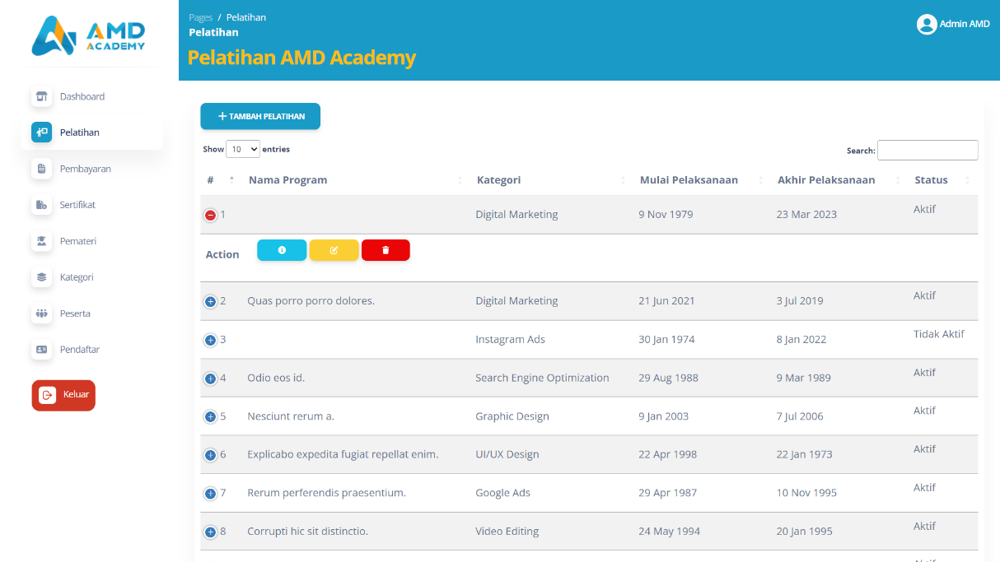 AMD
ACADEMY
Pages / Pelatihan
Pelatihan
Pelatihan AMD Academy
Admin AMD
Dashboard
Pelatihan
Pembayaran
Sertifikat
Pemateri
Kategori
Peserta
Pendaftar
Keluar
+ TAMBAH PELATIHAN
Show 10 entries
Search:
# Nama Program Kategori Mulai Pelaksanaan Akhir Pelaksanaan Status
1 Digital Marketing 9 Nov 1979 23 Mar 2023 Aktif
Action
2 Quas porro porro dolores. Digital Marketing 21 Jun 2021 3 Jul 2019 Aktif
3 Instagram Ads 30 Jan 1974 8 Jan 2022 Tidak Aktif
4 Odio eos id. Search Engine Optimization 29 Aug 1988 9 Mar 1989 Aktif
5 Nesciunt rerum a. Graphic Design 9 Jan 2003 7 Jul 2006 Aktif
6 Explicabo expedita fugiat repellat enim. UI/UX Design 22 Apr 1998 22 Jan 1973 Aktif
7 Rerum perferendis praesentium. Google Ads 29 Apr 1987 10 Nov 1995 Aktif
8 Corrupti hic sit distinctio. Video Editing 24 May 1994 20 Jan 1995 Aktif